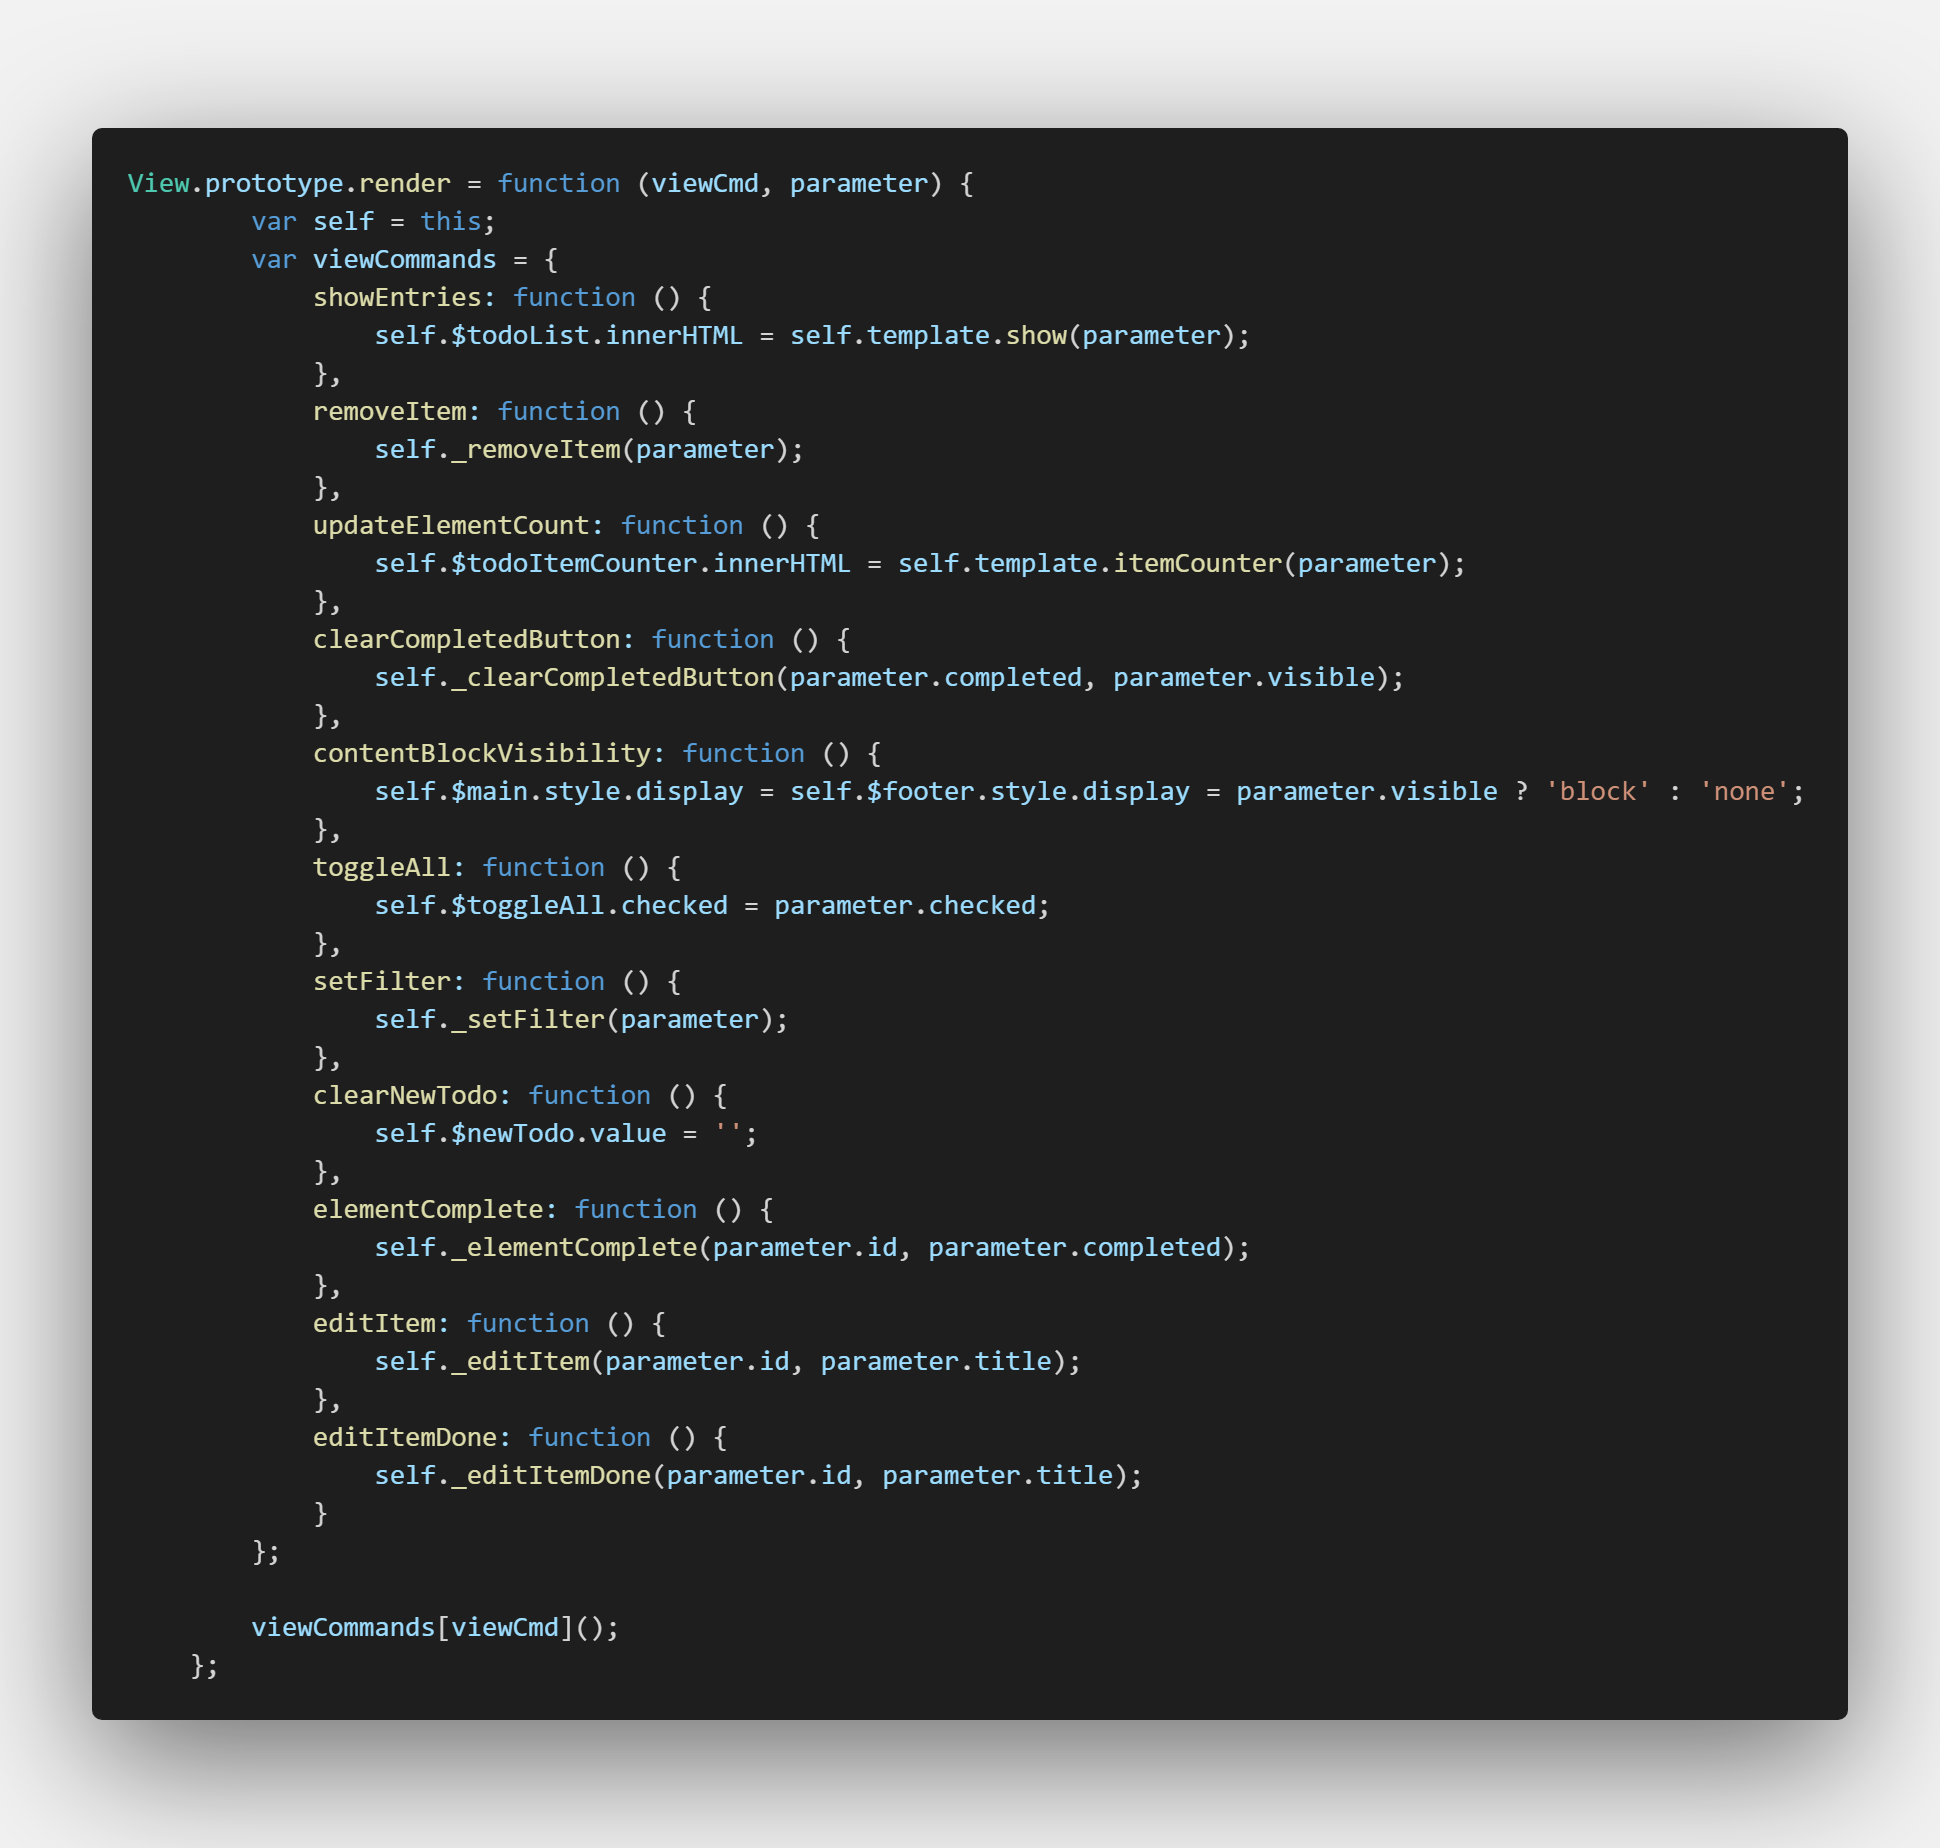 View.prototype.render = function (viewCmd, parameter) {
        var self = this;
        var viewCommands = {
            showEntries: function () {
                self.$todoList.innerHTML = self.template.show(parameter);
            },
            removeItem: function () {
                self._removeItem(parameter);
            },
            updateElementCount: function () {
                self.$todoItemCounter.innerHTML = self.template.itemCounter(parameter);
            },
            clearCompletedButton: function () {
                self._clearCompletedButton(parameter.completed, parameter.visible);
            },
            contentBlockVisibility: function () {
                self.$main.style.display = self.$footer.style.display = parameter.visible ? 'block' : 'none';
            },
            toggleAll: function () {
                self.$toggleAll.checked = parameter.checked;
            },
            setFilter: function () {
                self._setFilter(parameter);
            },
            clearNewTodo: function () {
                self.$newTodo.value = '';
            },
            elementComplete: function () {
                self._elementComplete(parameter.id, parameter.completed);
            },
            editItem: function () {
                self._editItem(parameter.id, parameter.title);
            },
            editItemDone: function () {
                self._editItemDone(parameter.id, parameter.title);
            }
        };

        viewCommands[viewCmd]();
    };